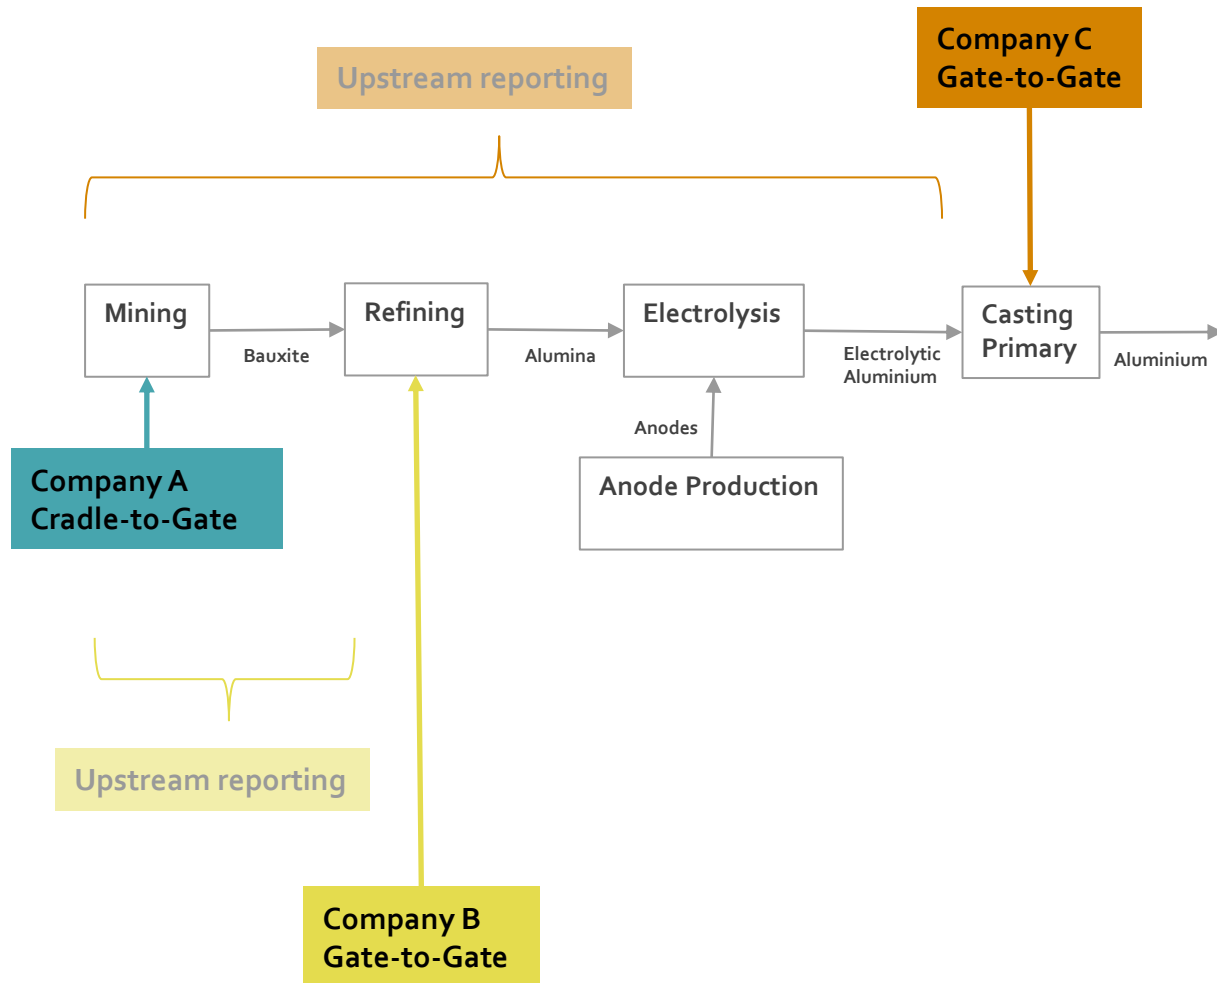 Company C
Gate-to-Gate
Upstream reporting
Mining
Refining
Electrolysis
Casting
Primary
Bauxite
Alumina
Electrolytic
Aluminium
Aluminium
Anodes
Company A
Cradle-to-Gate
Anode Production
Upstream reporting
Company B
Gate-to-Gate